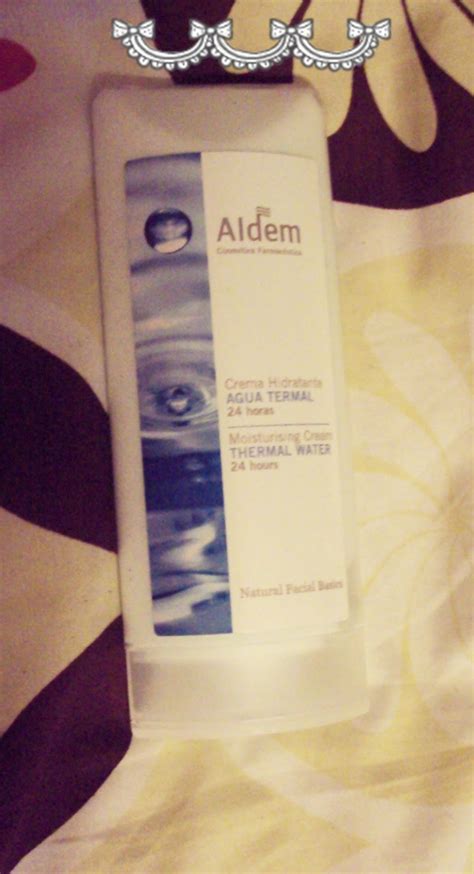 Aldem
Cosmética Farmacéutica
Crema Hidratante
AGUA TERMAL
24 horas
Moisturising Cream
THERMAL WATER
24 hours
Natural Facial Basics